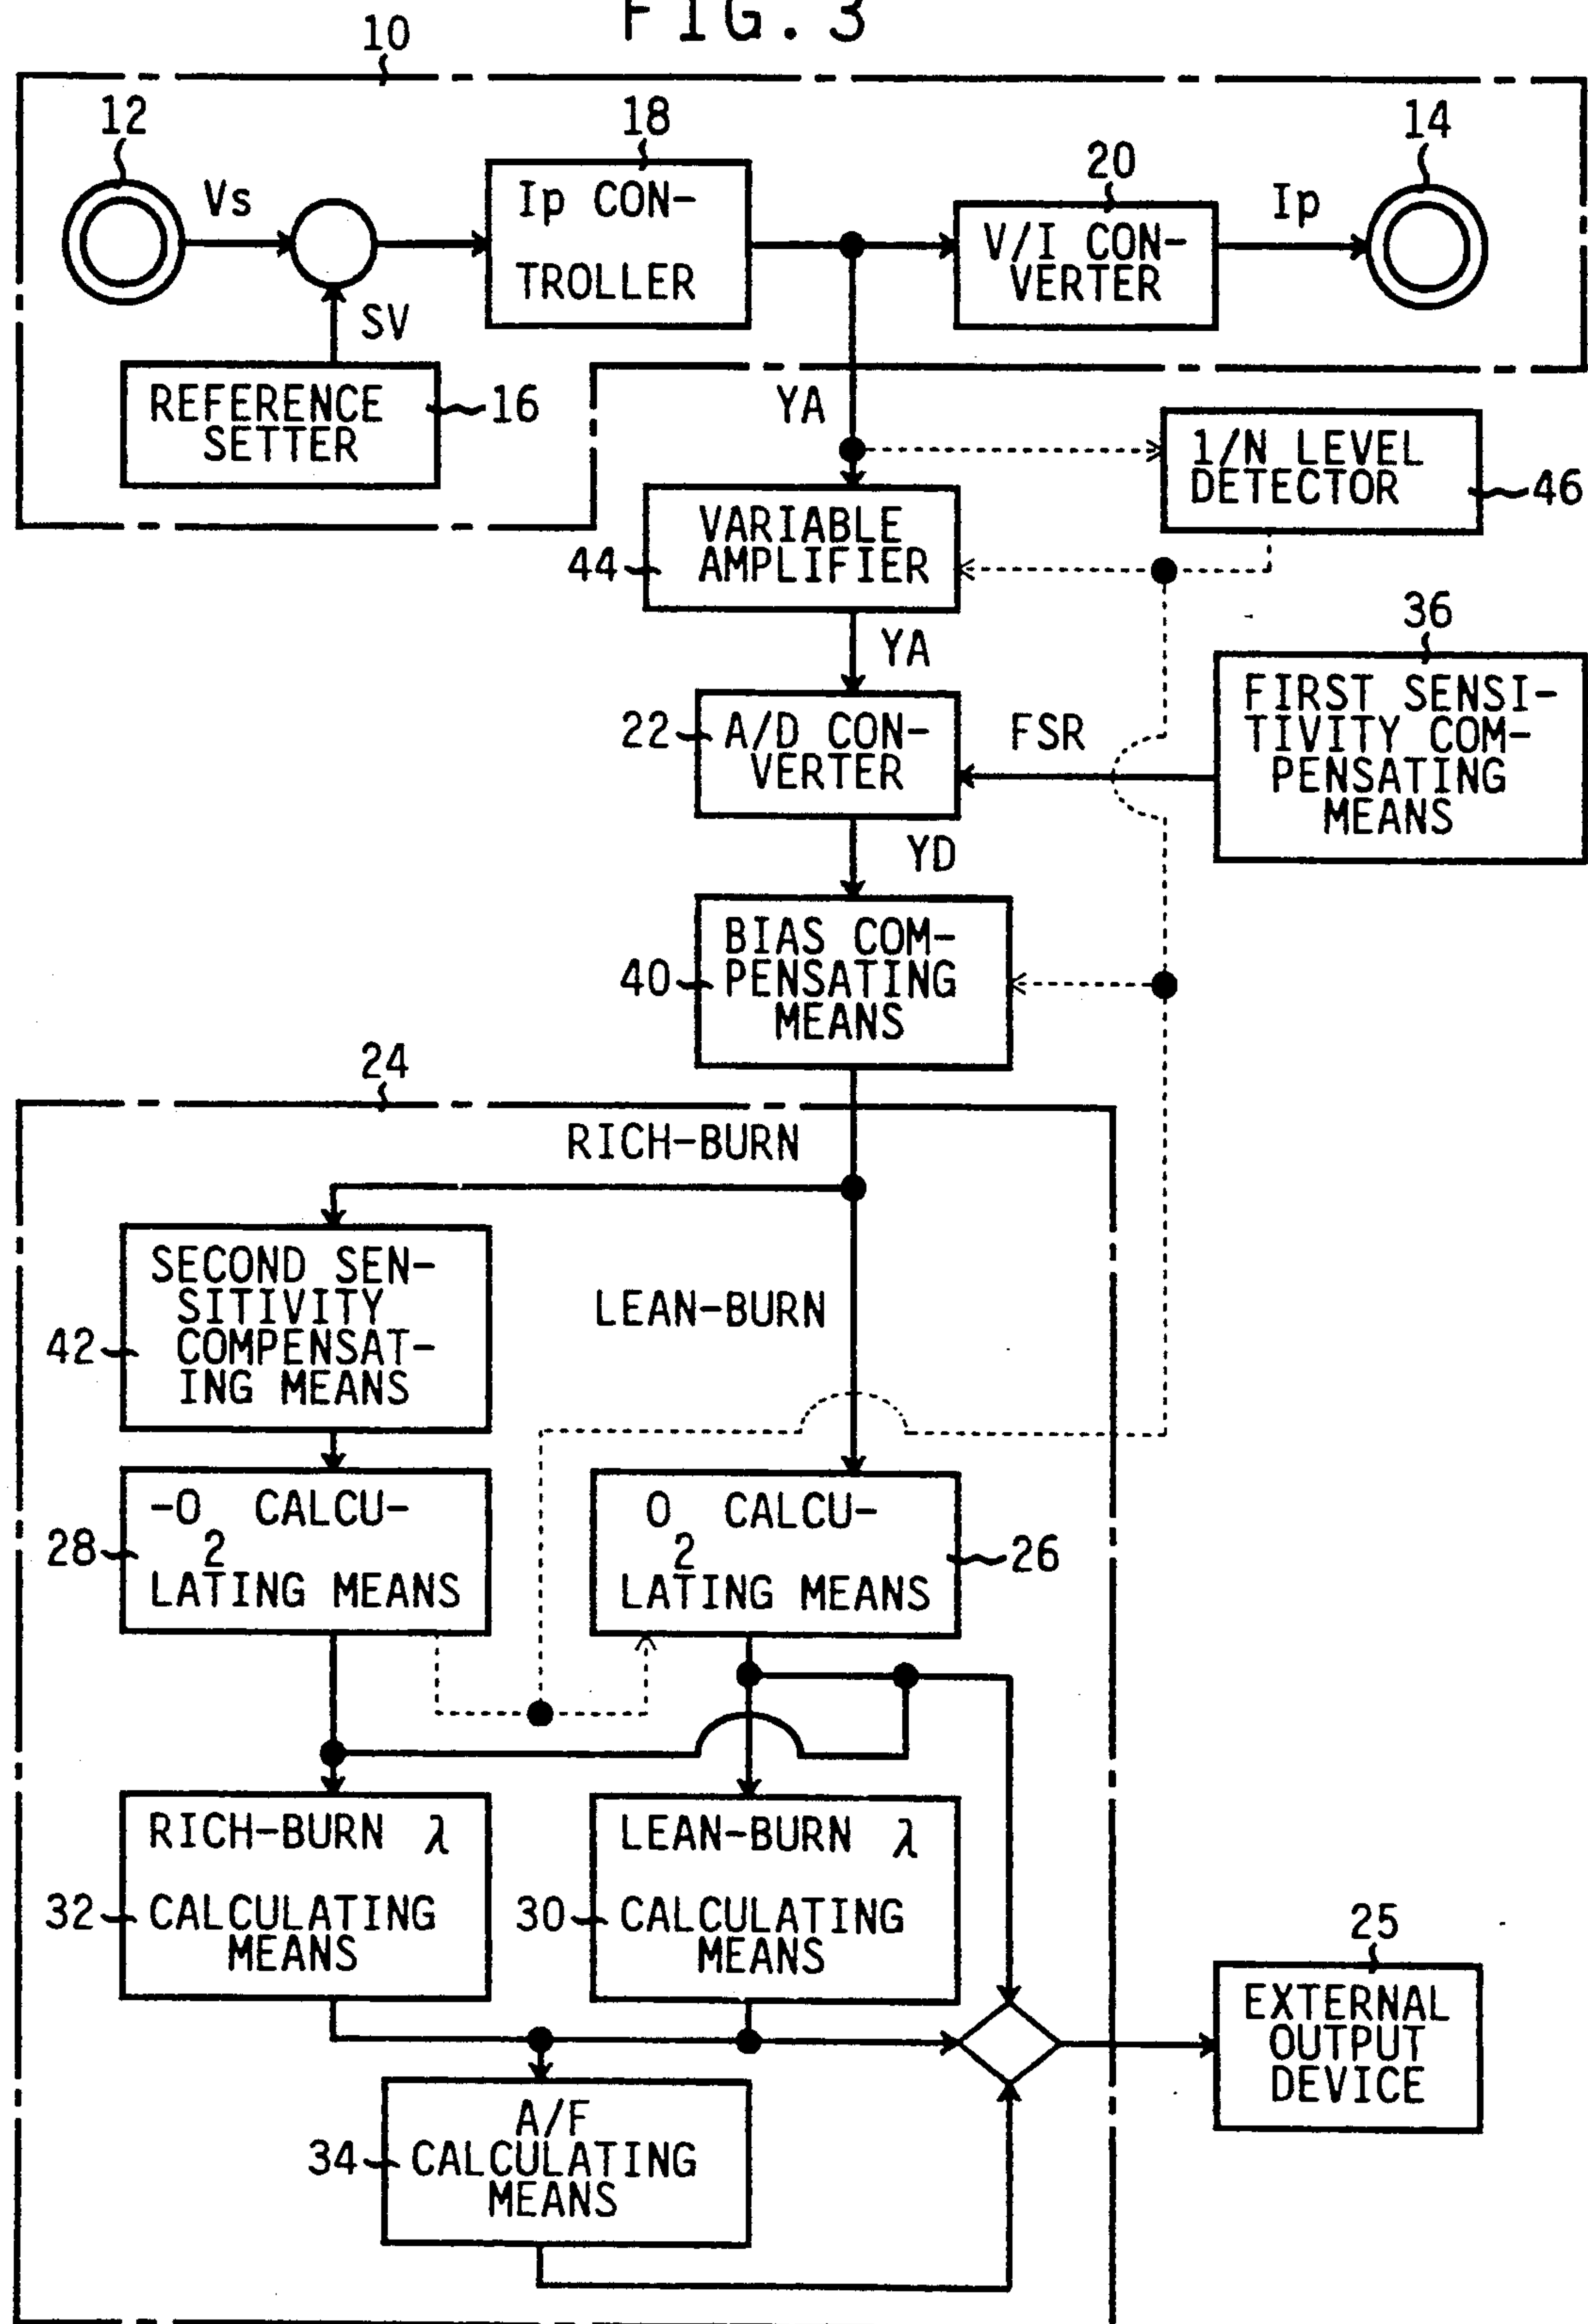 FIG. 3
10
12
18
14
20
Vs
Ip CON-
TROLLER
V/I CON-
VERTER
Ip
SV
REFERENCE
SETTER
16
YA
1/N LEVEL
DETECTOR
46
VARIABLE
AMPLIFIER
44
36
YA
FIRST SENSI-
TIVITY COM-
PENSATING
MEANS
22
A/D CON-
VERTER
FSR
YD
BIAS COM-
PENSATING
MEANS
40
24
RICH-BURN
SECOND SEN-
SITIVITY
COMPENSAT-
ING MEANS
42
LEAN-BURN
-O2 CALCU-
LATING MEANS
28
O2 CALCU-
LATING MEANS
26
RICH-BURN λ
CALCULATING
MEANS
32
LEAN-BURN λ
CALCULATING
MEANS
30
25
EXTERNAL
OUTPUT
DEVICE
A/F
CALCULATING
MEANS
34